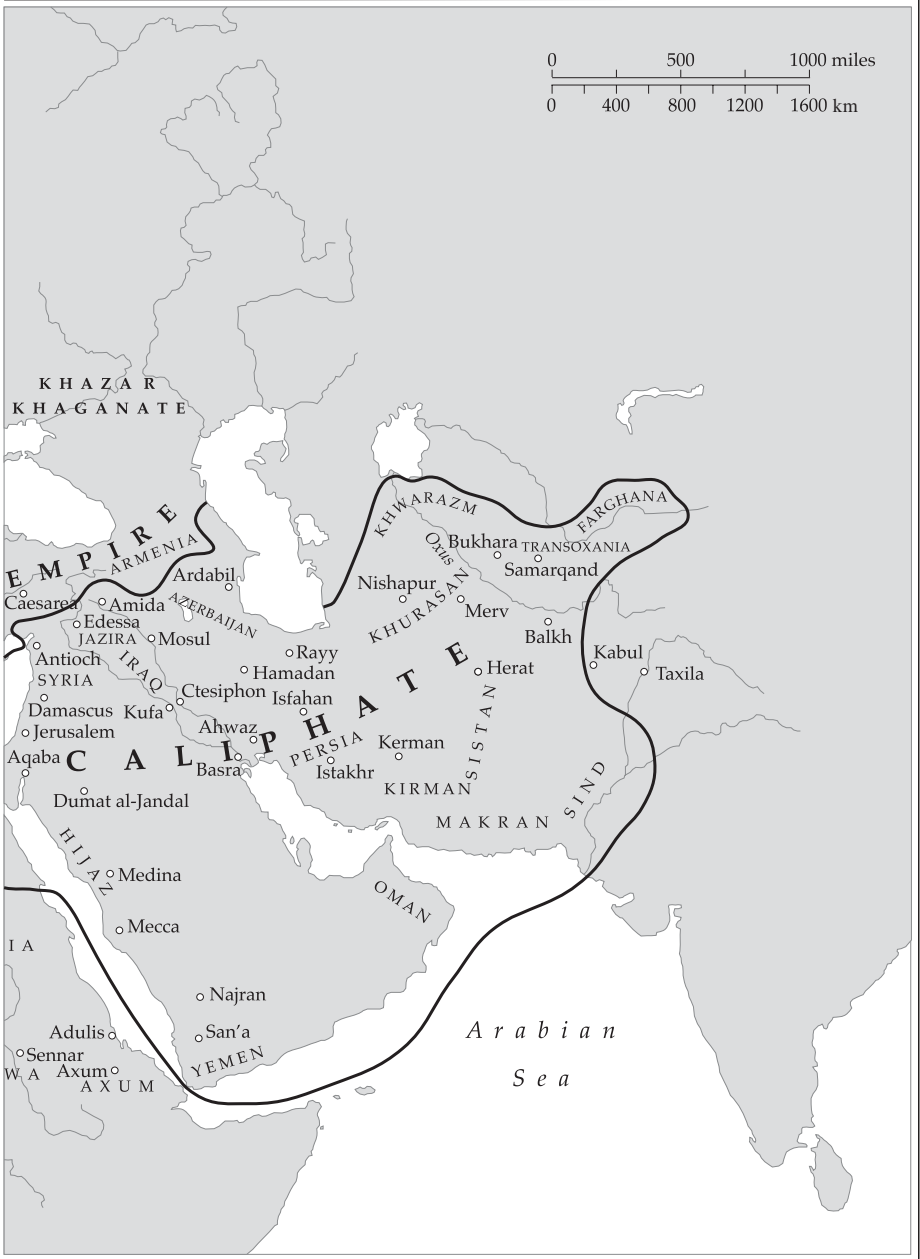 0 500 1000 miles
0 400 800 1200 1600 km
KHAZAR
KHAGANATE
FARGHANA
KHWARAZM
EMPIRE
ARMENIA
Oxus
Bukhara
TRANSOXANIA
Samarqand
Ardabil
Nishapur
Caesarea
Amida
AZERBAIJAN
KHURASAN
Merv
Edessa
JAZIRA
Mosul
Balkh
Rayy
Kabul
Antioch
IRAQ
Hamadan
Herat
Taxila
SYRIA
Ctesiphon
Isfahan
Damascus
Kufa
Jerusalem
Ahwaz
CALIPHATE
PERSIA
Kerman
SISTAN
Aqaba
Basra
Istakhr
KIRMAN
SIND
Dumat al-Jandal
MAKRAN
HIJAZ
Medina
OMAN
Mecca
IA
Najran
Adulis
San'a
Arabian
Sea
Sennar
YEMEN
WA
Axum
AXUM